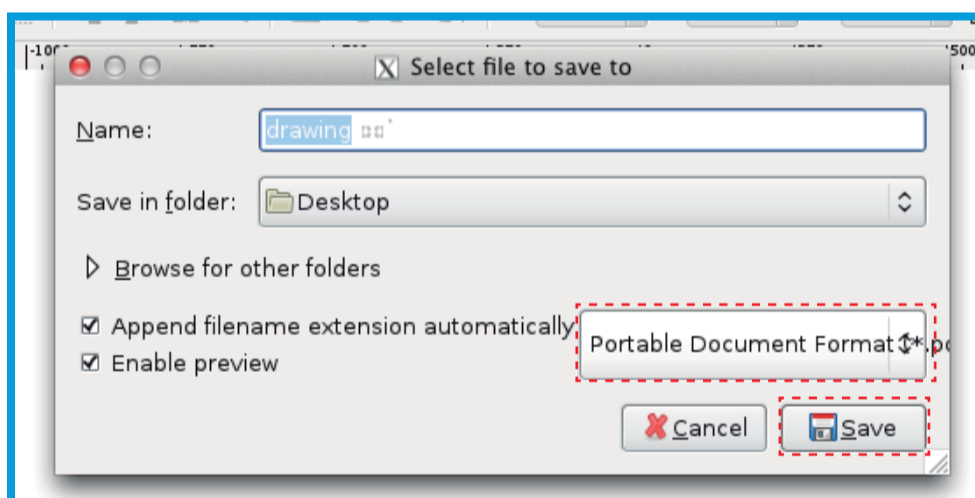 Select file to save to
Name:
drawing
Save in folder:
Desktop
Browse for other folders
Append filename extension automatically
Enable preview
Portable Document Format
Cancel
Save